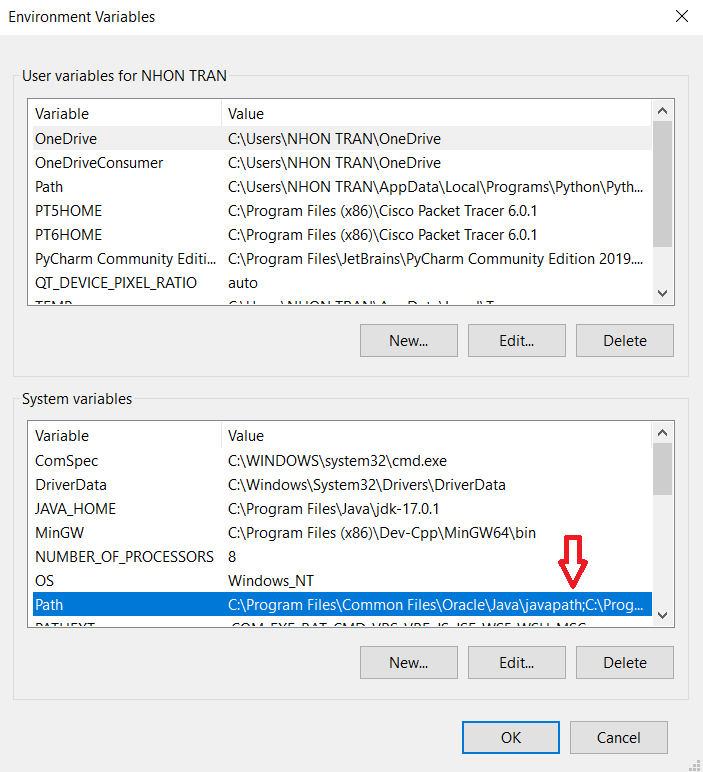 Environment Variables
User variables for NHON TRAN
Variable Value
OneDrive C:\Users\NHON TRAN\OneDrive
OneDriveConsumer C:\Users\NHON TRAN\OneDrive
Path C:\Users\NHON TRAN\AppData\Local\Programs\Python\Pyth...
PT5HOME C:\Program Files (x86)\Cisco Packet Tracer 6.0.1
PT6HOME C:\Program Files (x86)\Cisco Packet Tracer 6.0.1
PyCharm Community Editi... C:\Program Files\JetBrains\PyCharm Community Edition 2019....
QT_DEVICE_PIXEL_RATIO auto
New... Edit... Delete
System variables
Variable Value
ComSpec C:\WINDOWS\system32\cmd.exe
DriverData C:\Windows\System32\Drivers\DriverData
JAVA_HOME C:\Program Files\Java\jdk-17.0.1
MinGW C:\Program Files (x86)\Dev-Cpp\MinGW64\bin
NUMBER_OF_PROCESSORS 8
OS Windows_NT
Path C:\Program Files\Common Files\Oracle\Java\javapath;C:\Prog...
New... Edit... Delete
OK Cancel